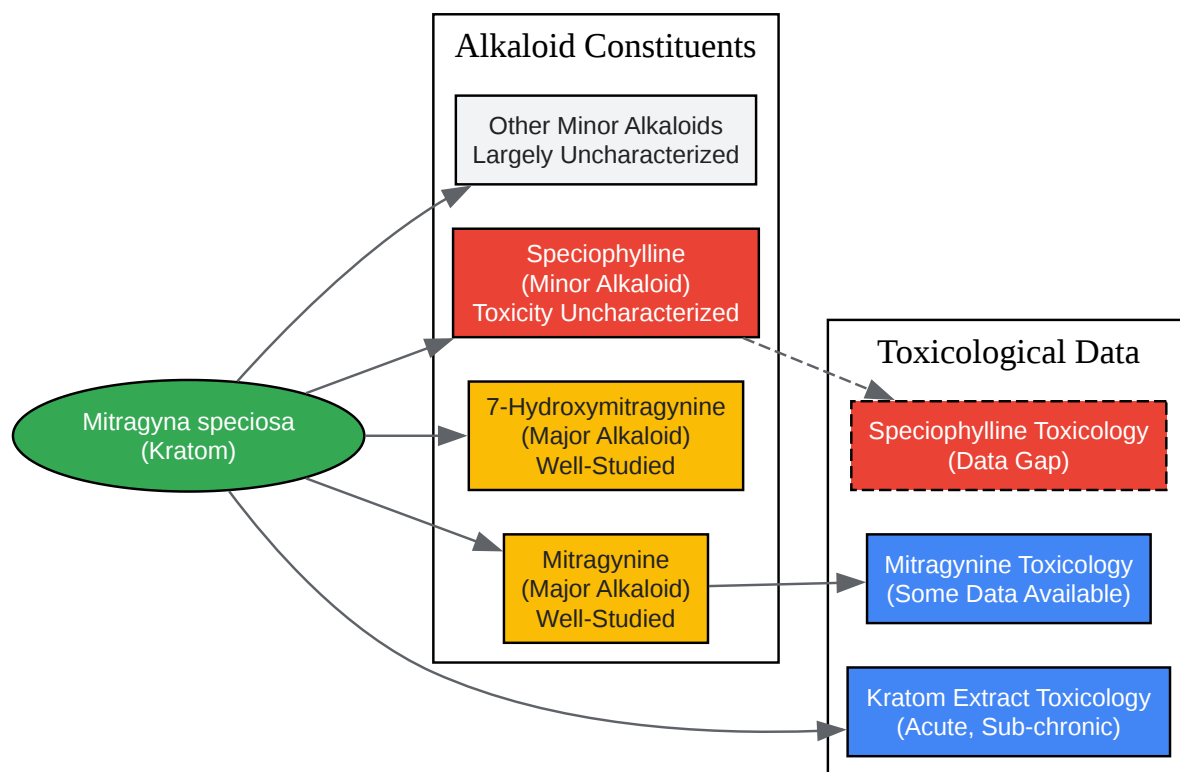 Alkaloid Constituents
Other Minor Alkaloids
Largely Uncharacterized
Speciophylline
(Minor Alkaloid)
Toxicity Uncharacterized
7-Hydroxymitragynine
(Major Alkaloid)
Well-Studied
Mitragynine
(Major Alkaloid)
Well-Studied
Mitragyna speciosa
(Kratom)
Toxicological Data
Speciophylline Toxicology
(Data Gap)
Mitragynine Toxicology
(Some Data Available)
Kratom Extract Toxicology
(Acute, Sub-chronic)